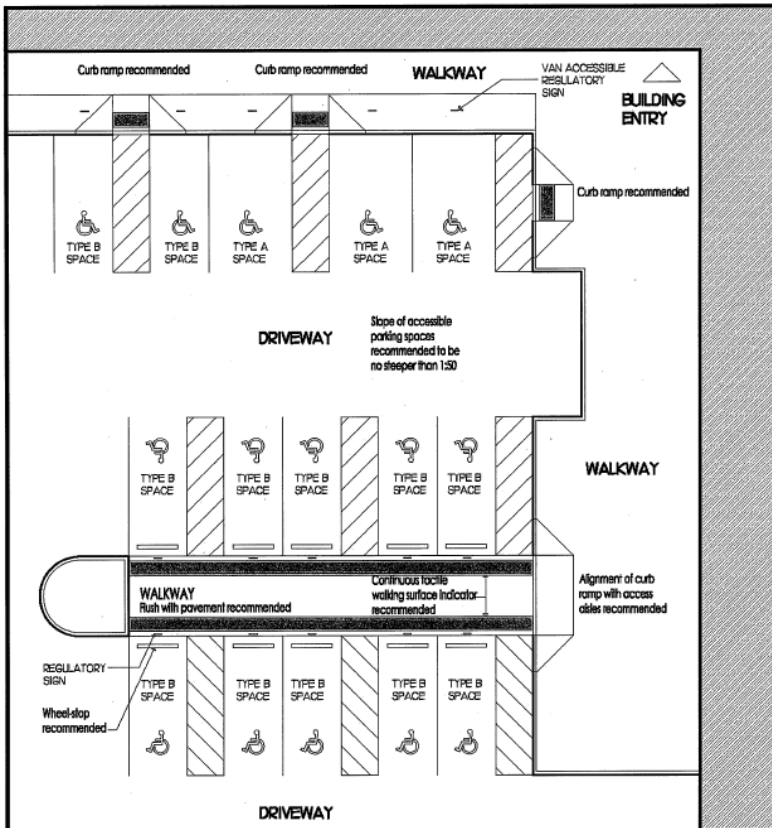 Curb ramp recommended
Curb ramp recommended
WALKWAY
VAN ACCESSIBLE
REGULATORY
SIGN
BUILDING
ENTRY
Curb ramp recommended
TYPE B
SPACE
TYPE B
SPACE
TYPE A
SPACE
TYPE A
SPACE
TYPE A
SPACE
DRIVEWAY
Slope of accessible
parking spaces
recommended to be
no steeper than 1:50
TYPE B
SPACE
TYPE B
SPACE
TYPE B
SPACE
TYPE B
SPACE
TYPE B
SPACE
WALKWAY
WALKWAY
Flush with pavement recommended
Continuous tactile
walking surface indicator
recommended
Alignment of curb
ramp with access
aisles recommended
REGULATORY
SIGN
Wheel-stop
recommended
TYPE B
SPACE
TYPE B
SPACE
TYPE B
SPACE
TYPE B
SPACE
TYPE B
SPACE
DRIVEWAY